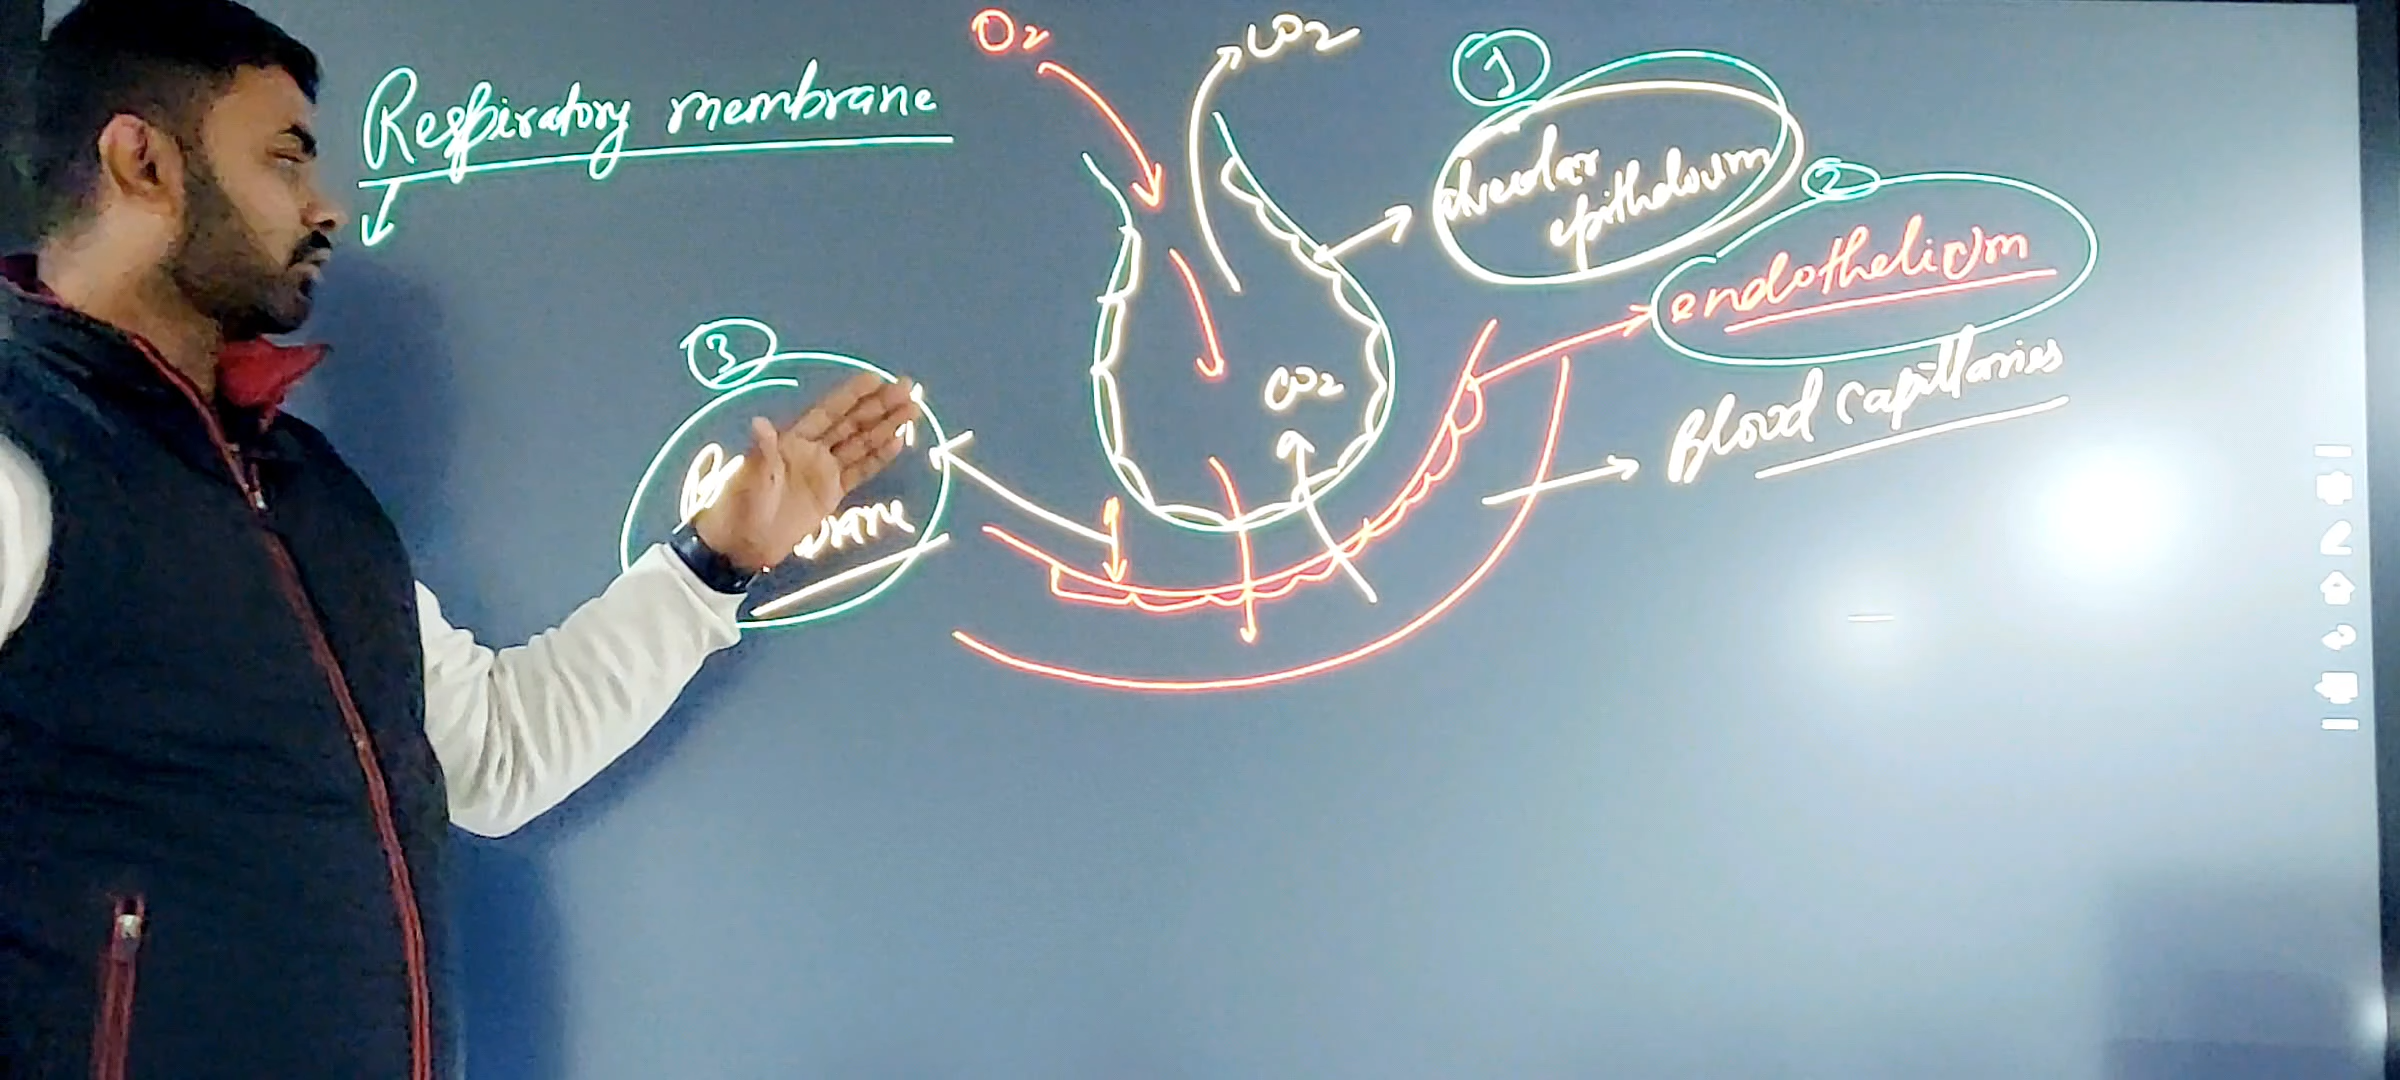 Respiratory membrane
O2
CO2
1
Alveolar
epithelium
2
endothelium
Blood capillaries
3
CO2